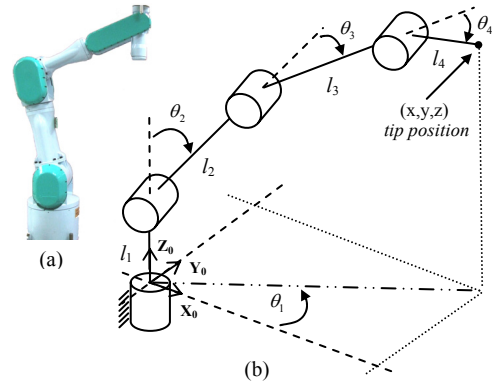 θ₄
θ₃
l₄
l₃
(x,y,z)
tip position
θ₂
l₂
(a)
l₁
Z₀
Y₀
X₀
θ₁
(b)